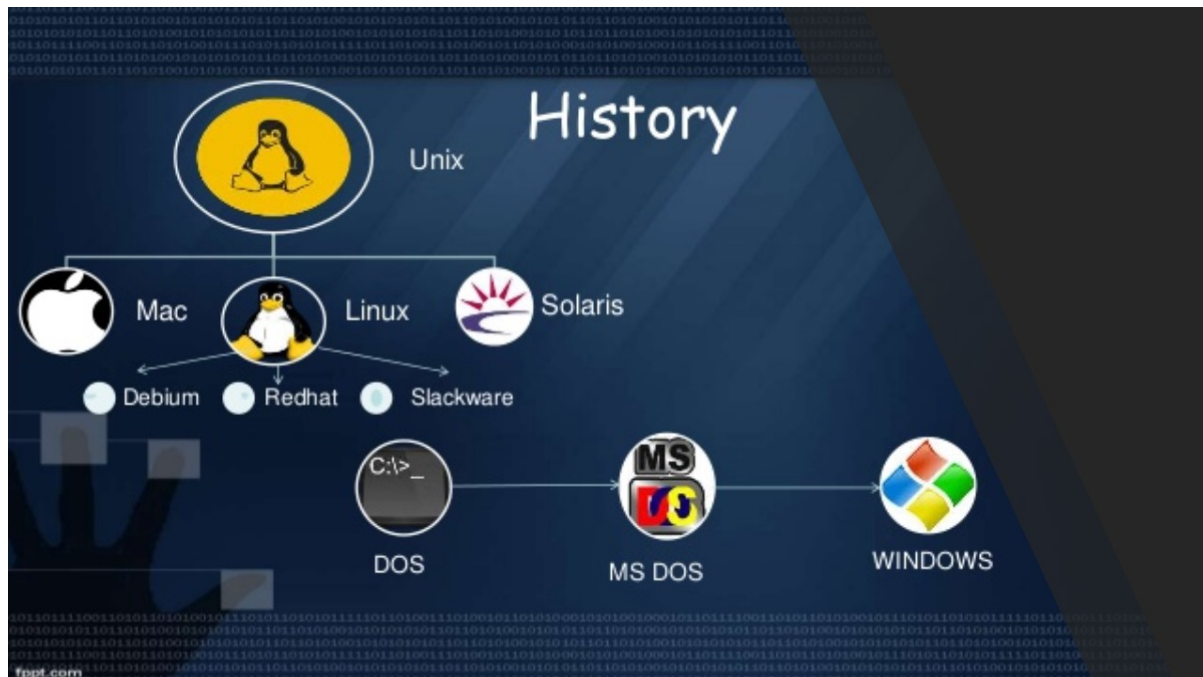 History
Unix
Mac
Linux
Solaris
Debium
Redhat
Slackware
C:\>_
MS
DOS
DOS
MS DOS
WINDOWS
fppt.com